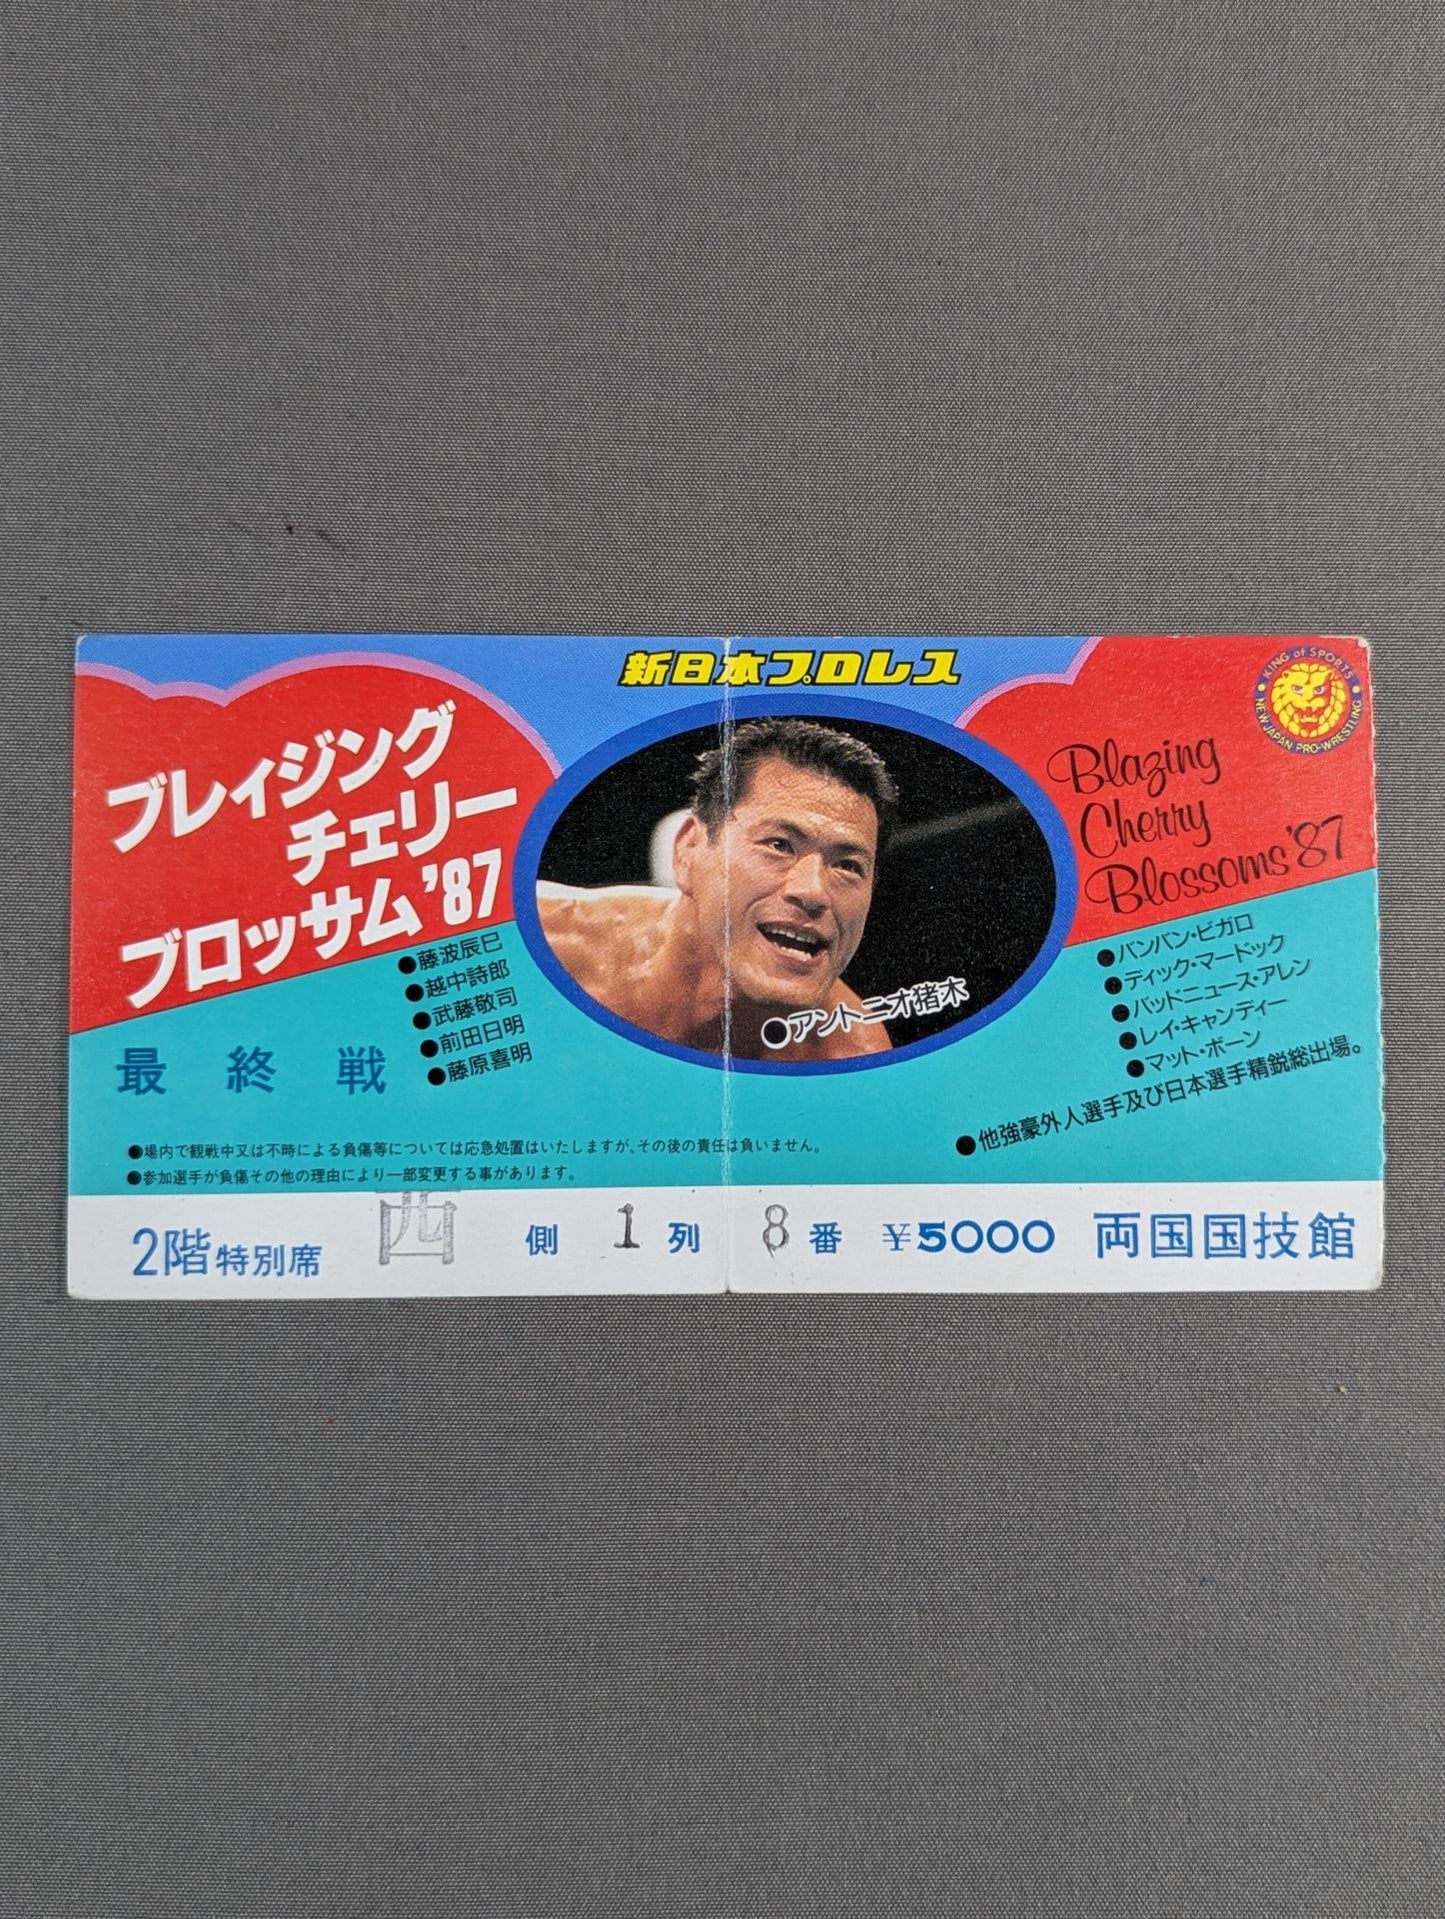 新日本プロレス
KING of SPORTS
NEW JAPAN PRO-WRESTLING
ブレイジング
チェリー
ブロッサム'87
Blazing
Cherry
Blossoms '87
●アントニオ猪木
●藤波辰巳
●越中詩郎
●武藤敬司
●前田日明
●藤原喜明
最終戦
●バンバン・ビガロ
●ディック・マードック
●バッドニュース・アレン
●レイ・キャンディー
●マット・ボーン
●他強豪外人選手及び日本選手精鋭総出場。
●場内で観戦中又は不時による負傷等については応急処置はいたしますが、その後の責任は負いません。
●参加選手が負傷その他の理由により一部変更する事があります。
2階特別席 西側 1列 8番 ¥5000 両国国技館